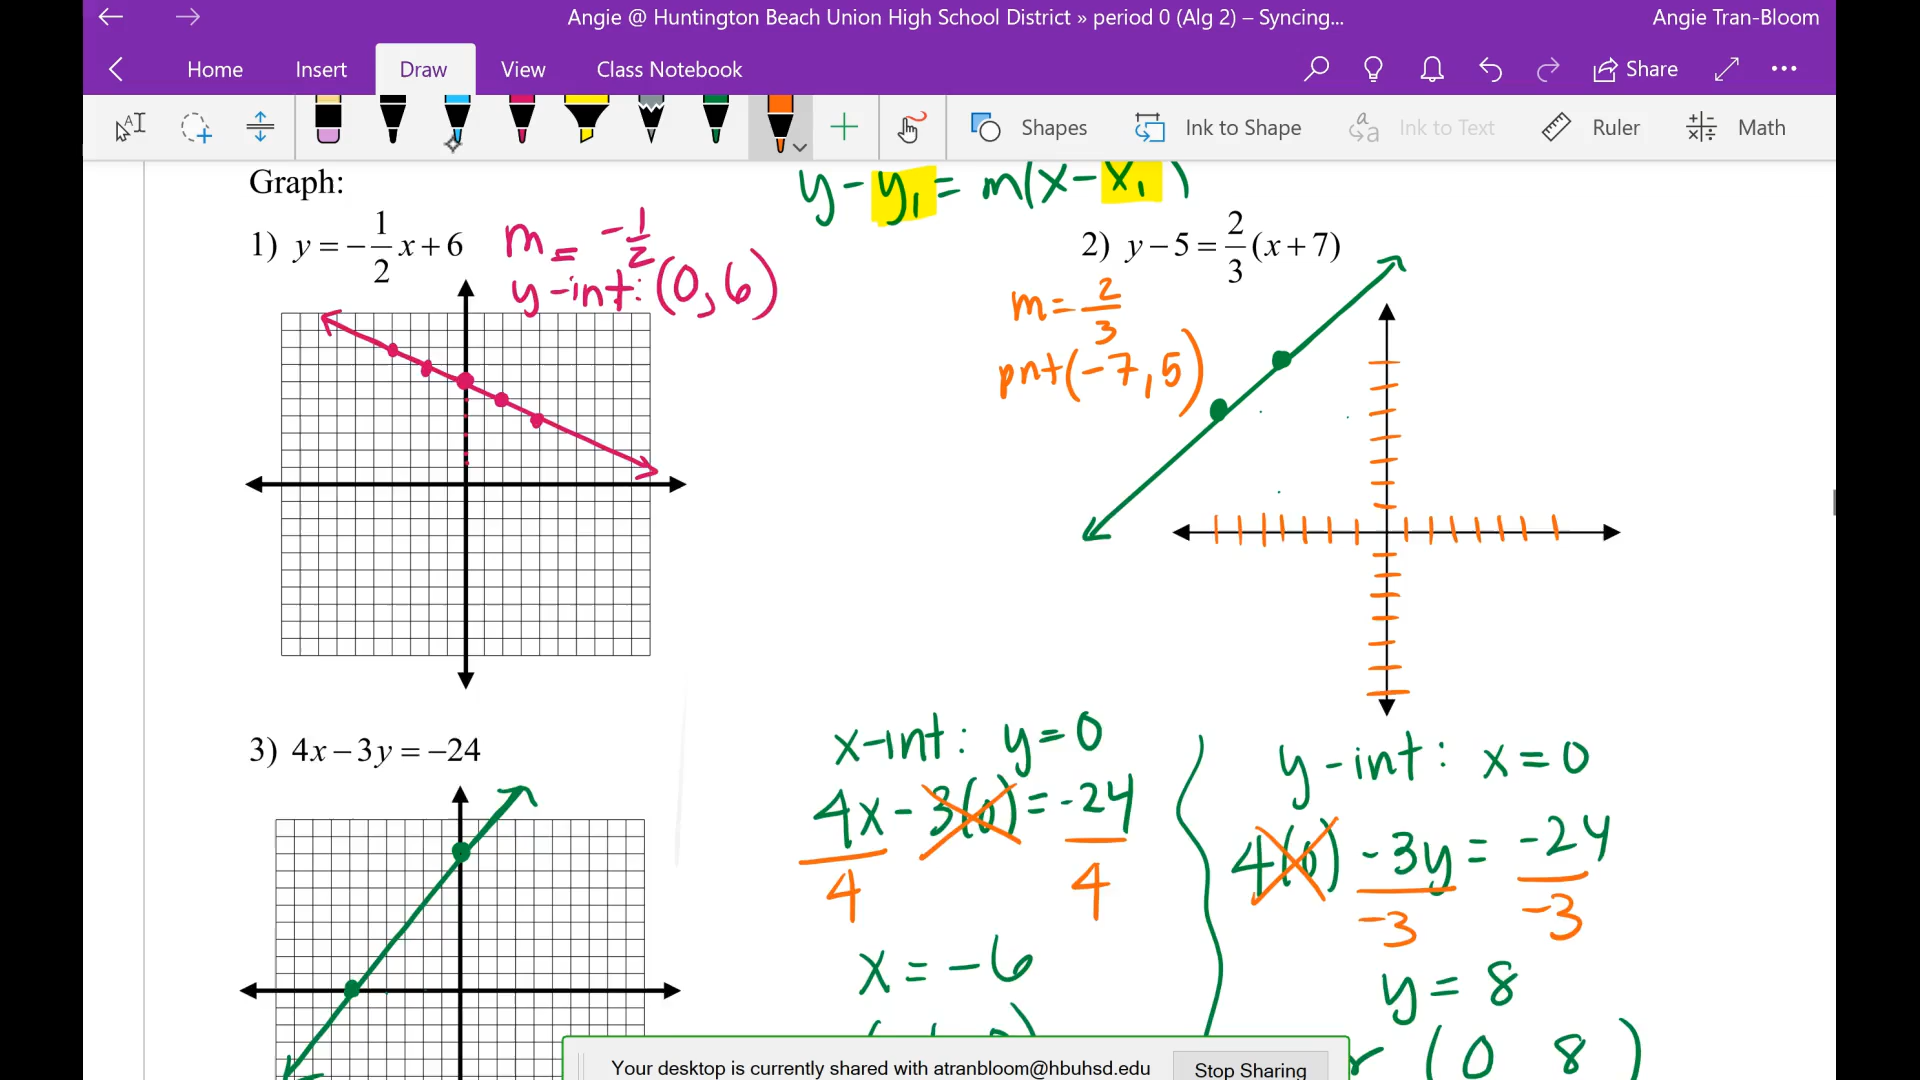 Angie @ Huntington Beach Union High School District » period 0 (Alg 2) – Syncing...
Angie Tran-Bloom
Home Insert Draw View Class Notebook Share
Shapes Ink to Shape Ink to Text Ruler Math
Graph:
y - y₁ = m(x - x₁)
1) y = -1/2 x + 6
m = -1/2
y-int: (0, 6)
2) y - 5 = 2/3 (x + 7)
m = 2/3
pnt (-7, 5)
3) 4x - 3y = -24
x-int: y = 0
4x - 3(0) = -24
4 4
x = -6
y-int: x = 0
4(0) - 3y = -24
-3 -3
y = 8
(0 8)
Your desktop is currently shared with atranbloom@hbuhsd.edu
Stop Sharing